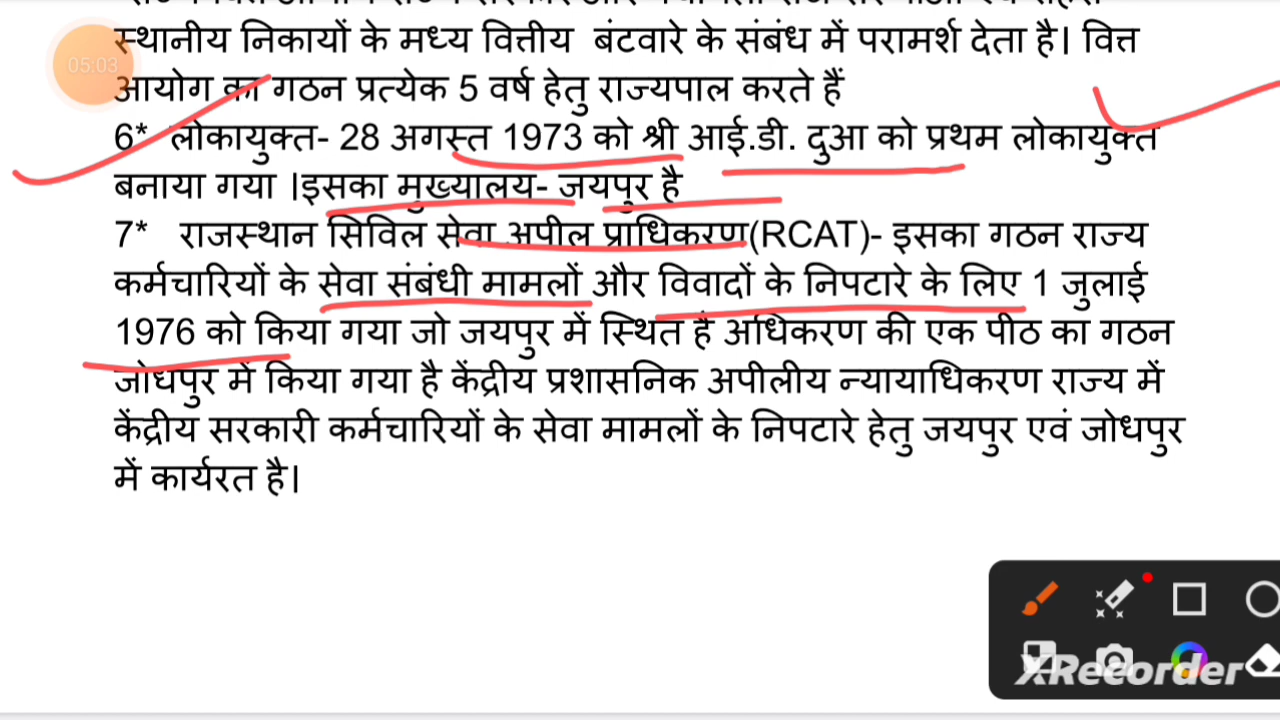 स्थानीय निकायों के मध्य वित्तीय बंटवारे के संबंध में परामर्श देता है। वित्त
05:03
आयोग का गठन प्रत्येक 5 वर्ष हेतु राज्यपाल करते हैं
6* लोकायुक्त- 28 अगस्त 1973 को श्री आई.डी. दुआ को प्रथम लोकायुक्त
बनाया गया ।इसका मुख्यालय- जयपुर है
7* राजस्थान सिविल सेवा अपील प्राधिकरण(RCAT)- इसका गठन राज्य
कर्मचारियों के सेवा संबंधी मामलों और विवादों के निपटारे के लिए 1 जुलाई
1976 को किया गया जो जयपुर में स्थित है अधिकरण की एक पीठ का गठन
जोधपुर में किया गया है केंद्रीय प्रशासनिक अपीलीय न्यायाधिकरण राज्य में
केंद्रीय सरकारी कर्मचारियों के सेवा मामलों के निपटारे हेतु जयपुर एवं जोधपुर
में कार्यरत है।
XRecorder